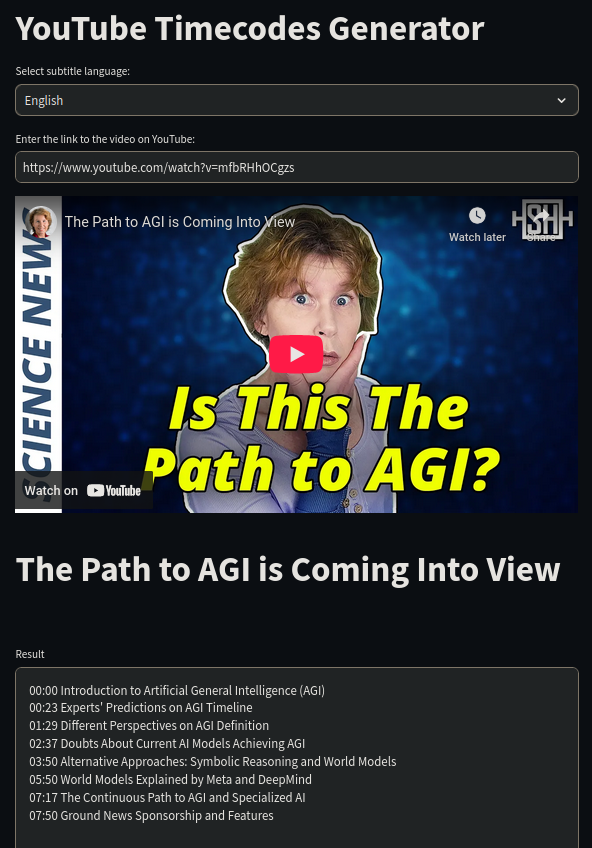 YouTube Timecodes Generator
Select subtitle language:
English
Enter the link to the video on YouTube:
https://www.youtube.com/watch?v=mfbRHhOCgzs
The Path to AGI is Coming Into View
Watch later
Share
SCIENCE NEWS
SH
Is This The
Path to AGI?
Watch on YouTube
The Path to AGI is Coming Into View
Result
00:00 Introduction to Artificial General Intelligence (AGI)
00:23 Experts' Predictions on AGI Timeline
01:29 Different Perspectives on AGI Definition
02:37 Doubts About Current AI Models Achieving AGI
03:50 Alternative Approaches: Symbolic Reasoning and World Models
05:50 World Models Explained by Meta and DeepMind
07:17 The Continuous Path to AGI and Specialized AI
07:50 Ground News Sponsorship and Features